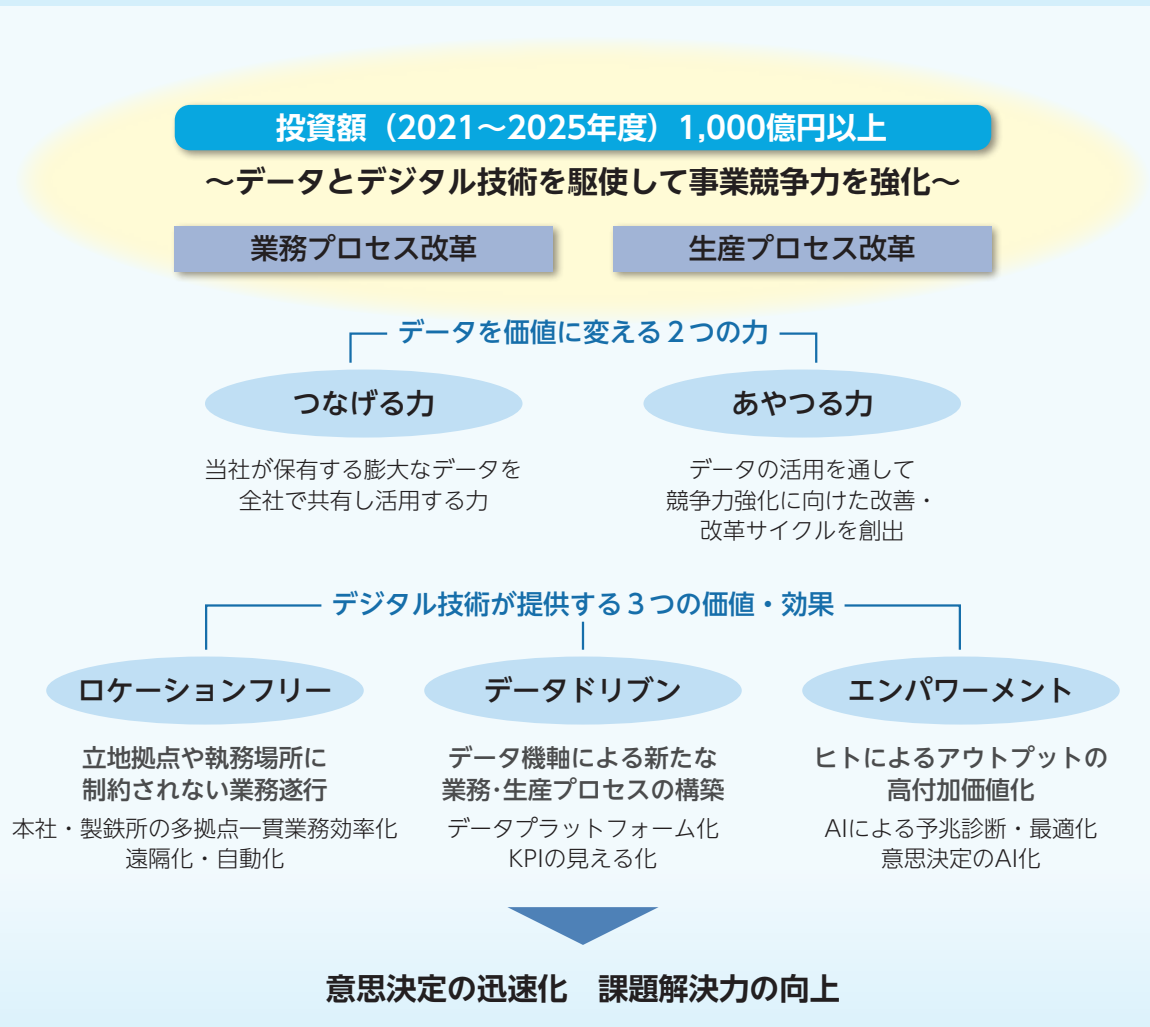 投資額（2021〜2025年度）1,000億円以上
〜データとデジタル技術を駆使して事業競争力を強化〜
業務プロセス改革
生産プロセス改革
データを価値に変える２つの力
つなげる力
当社が保有する膨大なデータを
全社で共有し活用する力
あやつる力
データの活用を通して
競争力強化に向けた改善・
改革サイクルを創出
デジタル技術が提供する３つの価値・効果
ロケーションフリー
立地拠点や執務場所に
制約されない業務遂行
本社・製鉄所の多拠点一貫業務効率化
遠隔化・自動化
データドリブン
データ機軸による新たな
業務･生産プロセスの構築
データプラットフォーム化
KPIの見える化
エンパワーメント
ヒトによるアウトプットの
高付加価値化
AIによる予兆診断・最適化
意思決定のAI化
意思決定の迅速化　課題解決力の向上